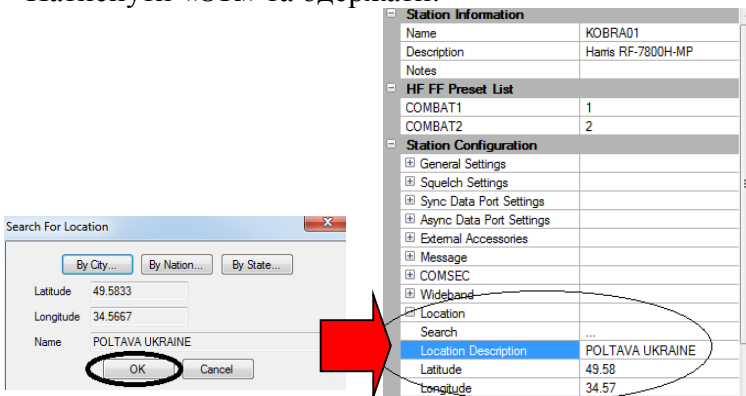 Station Information
Name KOBRA01
Description Harris RF-7800H-MP
Notes
HF FF Preset List
COMBAT1 1
COMBAT2 2
Station Configuration
General Settings
Squelch Settings
Sync Data Port Settings
Async Data Port Settings
External Accessories
Message
COMSEC
Wideband
Location
Search ...
Location Description POLTAVA UKRAINE
Latitude 49.58
Longitude 34.57
Search For Location
By City... By Nation... By State...
Latitude 49.5833
Longitude 34.5667
Name POLTAVA UKRAINE
OK Cancel